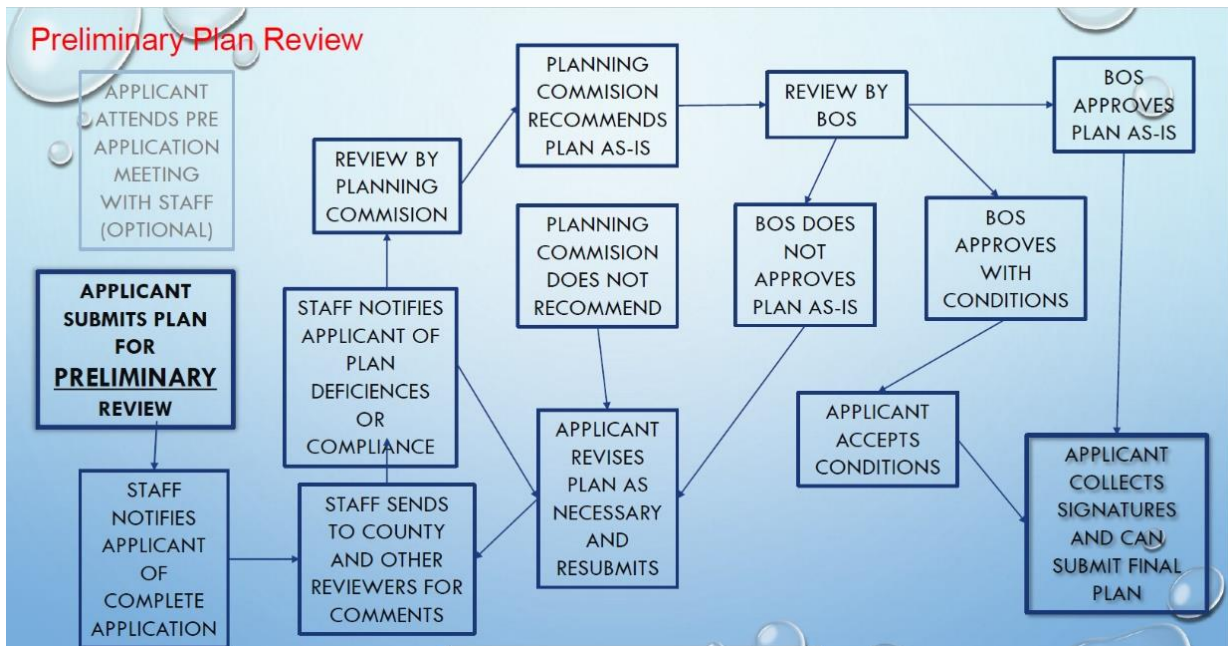 Preliminary Plan Review
APPLICANT
ATTENDS PRE
APPLICATION
MEETING
WITH STAFF
(OPTIONAL)
APPLICANT
SUBMITS PLAN
FOR
PRELIMINARY
REVIEW
STAFF
NOTIFIES
APPLICANT
OF
COMPLETE
APPLICATION
STAFF SENDS
TO COUNTY
AND OTHER
REVIEWERS FOR
COMMENTS
STAFF NOTIFIES
APPLICANT OF
PLAN
DEFICIENCES
OR
COMPLIANCE
REVIEW BY
PLANNING
COMMISION
PLANNING
COMMISION
RECOMMENDS
PLAN AS-IS
PLANNING
COMMISION
DOES NOT
RECOMMEND
APPLICANT
REVISES
PLAN AS
NECESSARY
AND
RESUBMITS
REVIEW BY
BOS
BOS DOES
NOT
APPROVES
PLAN AS-IS
BOS
APPROVES
WITH
CONDITIONS
APPLICANT
ACCEPTS
CONDITIONS
BOS
APPROVES
PLAN AS-IS
APPLICANT
COLLECTS
SIGNATURES
AND CAN
SUBMIT FINAL
PLAN